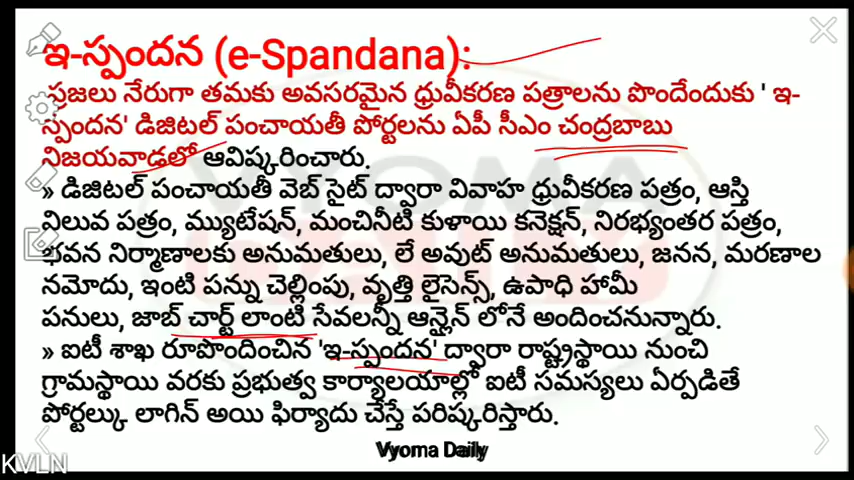 ఇ-స్పందన (e-Spandana):
ప్రజలు నేరుగా తమకు అవసరమైన ధ్రువీకరణ పత్రాలను పొందేందుకు ' ఇ-
స్పందన' డిజిటల్ పంచాయతీ పోర్టలను ఏపీ సీఎం చంద్రబాబు
నిజయవాడలో ఆవిష్కరించారు.
» డిజిటల్ పంచాయతీ వెబ్ సైట్ ద్వారా వివాహ ధ్రువీకరణ పత్రం, ఆస్తి
విలువ పత్రం, మ్యుటేషన్, మంచినీటి కుళాయి కనెక్షన్, నిరభ్యంతర పత్రం,
భవన నిర్మాణాలకు అనుమతులు, లే అవుట్ అనుమతులు, జనన, మరణాల
నమోదు, ఇంటి పన్ను చెల్లింపు, వృత్తి లైసెన్స్, ఉపాధి హామీ
పనులు, జాబ్ చార్ట్ లాంటి సేవలన్నీ ఆన్లైన్ లోనే అందించనున్నారు.
» ఐటీ శాఖ రూపొందించిన 'ఇ-స్పందన' ద్వారా రాష్ట్రస్థాయి నుంచి
గ్రామస్థాయి వరకు ప్రభుత్వ కార్యాలయాల్లో ఐటీ సమస్యలు ఏర్పడితే
పోర్టల్కు లాగిన్ అయి ఫిర్యాదు చేస్తే పరిష్కరిస్తారు.
Vyoma Daily
KVLN